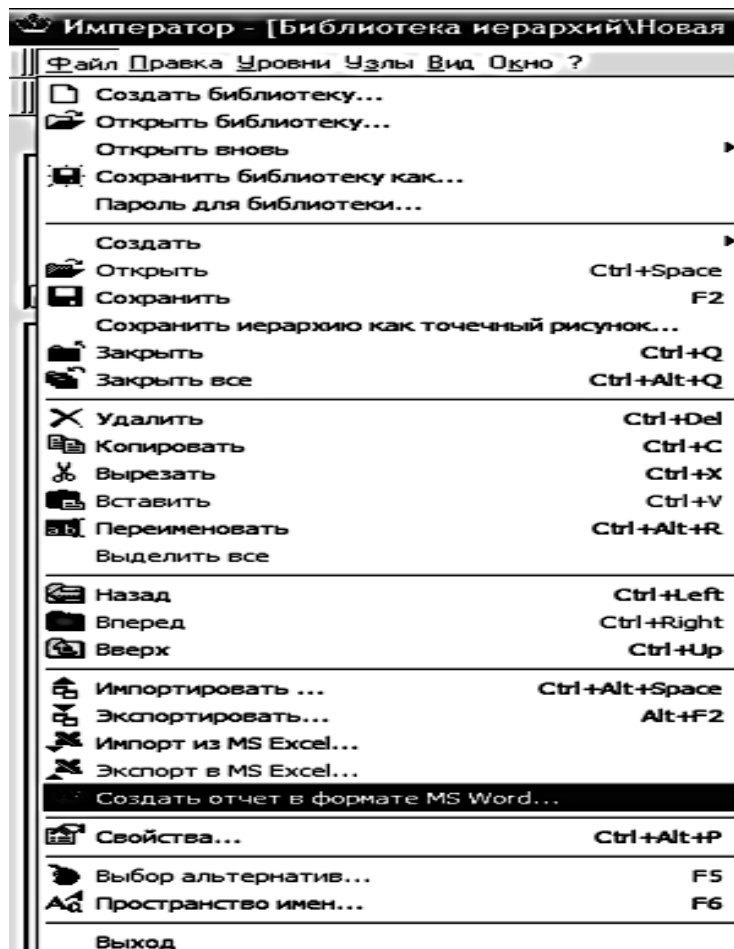 Император - [Библиотека иерархий\Новая
Файл Правка Уровни Узлы Вид Окно ?
Создать библиотеку...
Открыть библиотеку...
Открыть вновь
Сохранить библиотеку как...
Пароль для библиотеки...
Создать
Открыть Ctrl+Space
Сохранить F2
Сохранить иерархию как точечный рисунок...
Закрыть Ctrl+Q
Закрыть все Ctrl+Alt+Q
Удалить Ctrl+Del
Копировать Ctrl+C
Вырезать Ctrl+X
Вставить Ctrl+V
Переименовать Ctrl+Alt+R
Выделить все
Назад Ctrl+Left
Вперед Ctrl+Right
Вверх Ctrl+Up
Импортировать ... Ctrl+Alt+Space
Экспортировать... Alt+F2
Импорт из MS Excel...
Экспорт в MS Excel...
Создать отчет в формате MS Word...
Свойства... Ctrl+Alt+P
Выбор альтернатив... F5
Пространство имен... F6
Выход